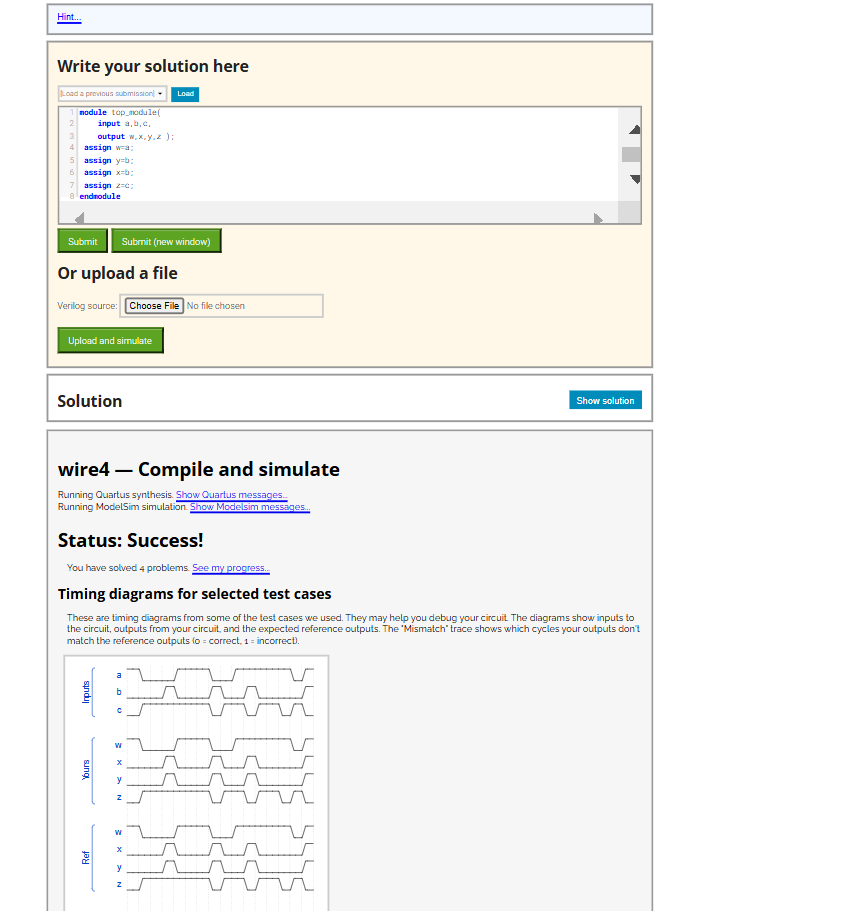 Hint...
Write your solution here
[Load a previous submission]
Load
1 module top_module(
2 input a,b,c,
3 output w,x,y,z );
4 assign w=a;
5 assign y=b;
6 assign x=b;
7 assign z=c;
8 endmodule
Submit
Submit (new window)
Or upload a file
Verilog source: Choose File No file chosen
Upload and simulate
Solution
Show solution
wire4 — Compile and simulate
Running Quartus synthesis. Show Quartus messages...
Running ModelSim simulation. Show Modelsim messages...
Status: Success!
You have solved 4 problems. See my progress...
Timing diagrams for selected test cases
These are timing diagrams from some of the test cases we used. They may help you debug your circuit. The diagrams show inputs to
the circuit, outputs from your circuit, and the expected reference outputs. The "Mismatch" trace shows which cycles your outputs don't
match the reference outputs (0 = correct, 1 = incorrect).
Inputs
a
b
c
Yours
w
x
y
z
Ref
w
x
y
z